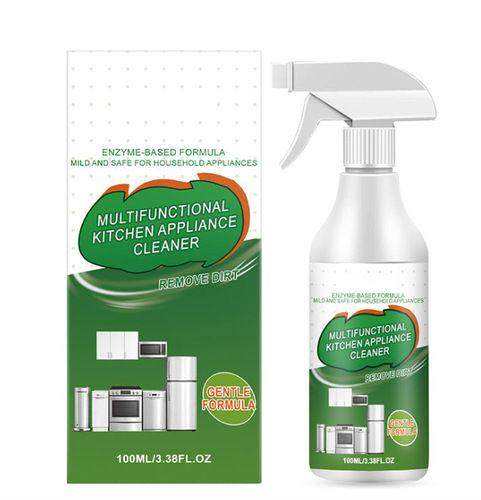 ENZYME-BASED FORMULA
MILD AND SAFE FOR HOUSEHOLD APPLIANCES
MULTIFUNCTIONAL
KITCHEN APPLIANCE
CLEANER
REMOVE DIRT
GENTLE
FORMULA
100ML/3.38FL.OZ
ENZYME-BASED FORMULA
MILD AND SAFE FOR HOUSEHOLD APPLIANCES
MULTIFUNCTIONAL
KITCHEN APPLIANCE
CLEANER
REMOVE DIRT
GENTLE
FORMULA
100ML/3.38FL.OZ